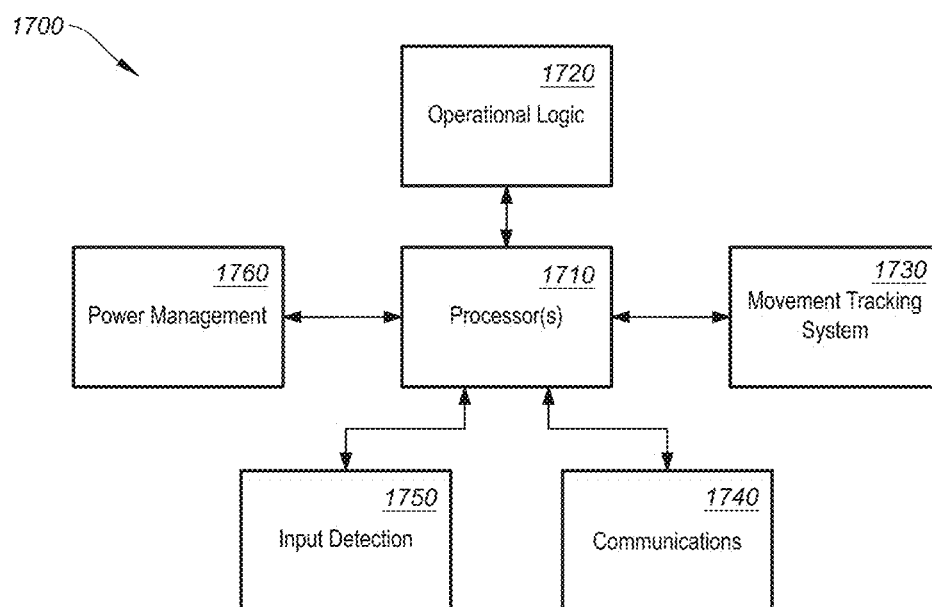 1700
1720
Operational Logic
1760
Power Management
1710
Processor(s)
1730
Movement Tracking
System
1750
Input Detection
1740
Communications